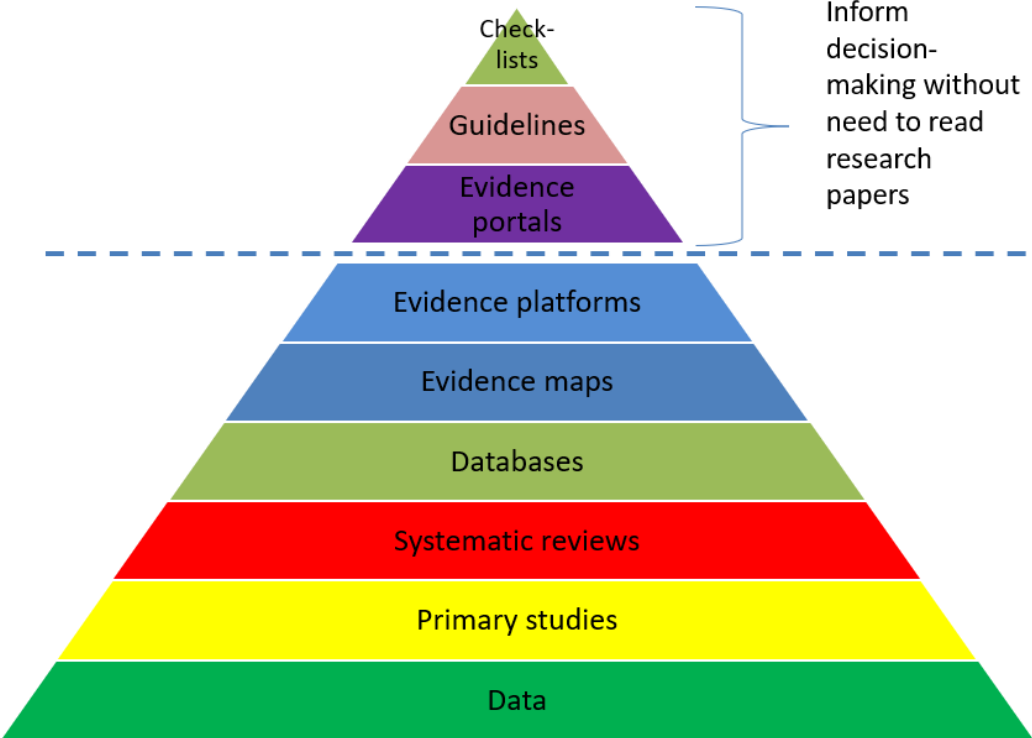 Check-
lists
Guidelines
Evidence
portals
Inform
decision-
making without
need to read
research
papers
Evidence platforms
Evidence maps
Databases
Systematic reviews
Primary studies
Data